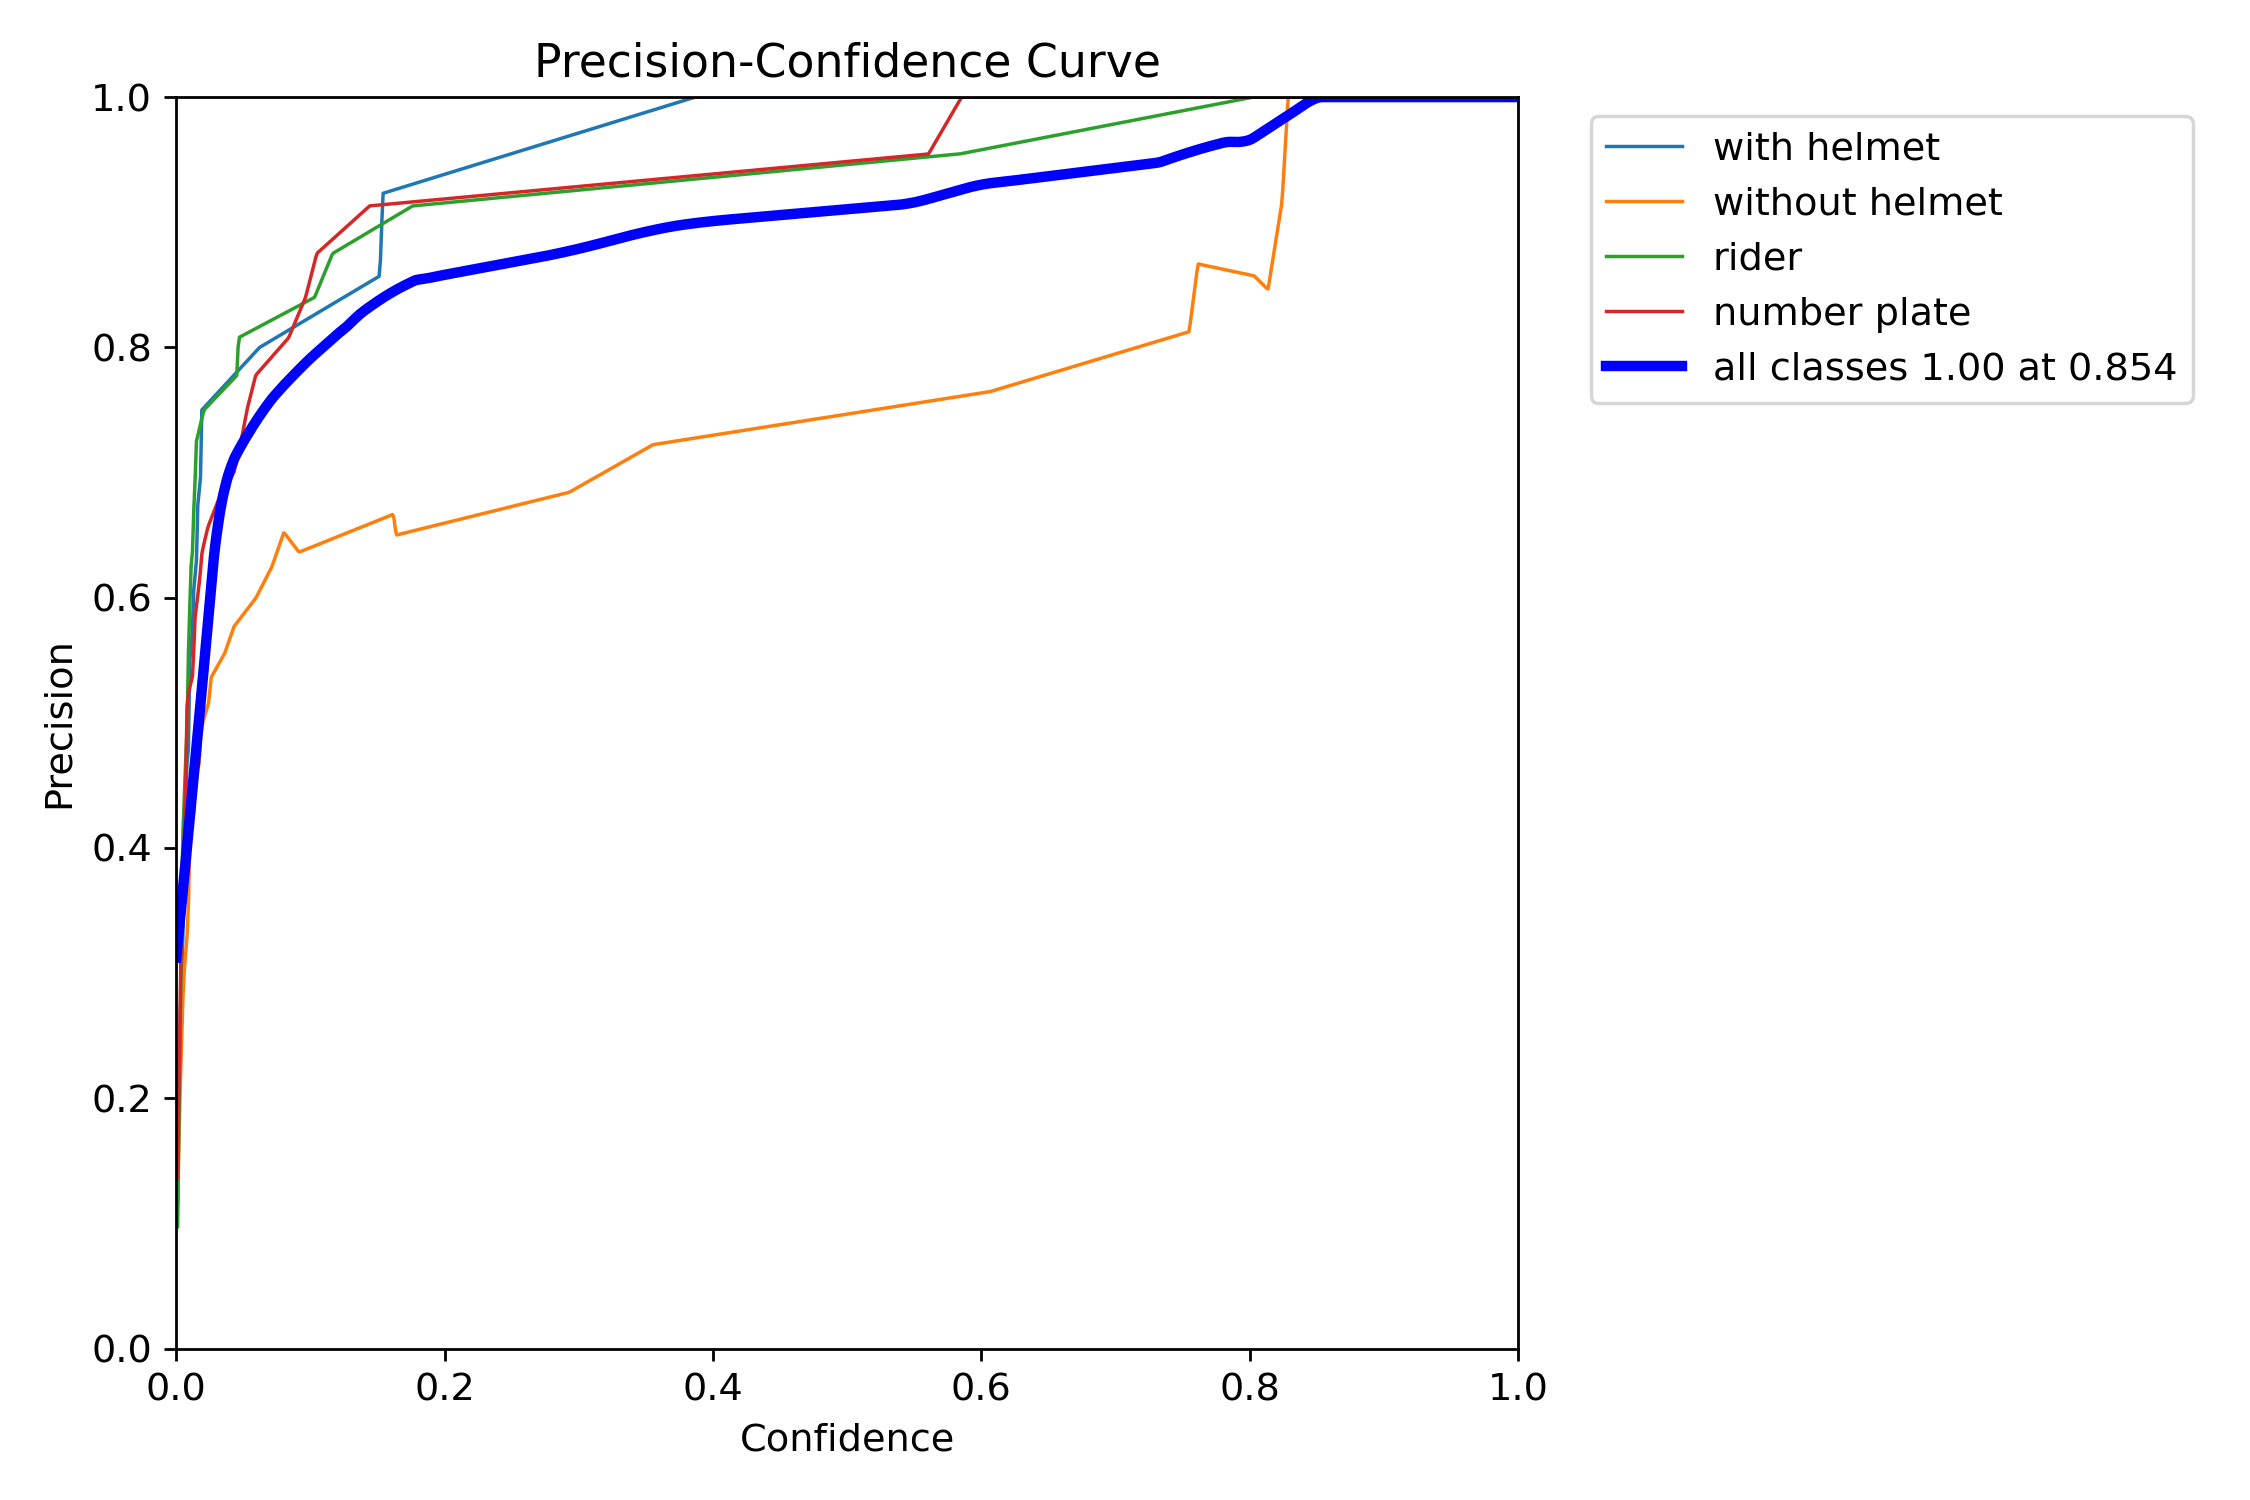 Precision-Confidence Curve
1.0
0.8
0.6
0.4
0.2
0.0
Precision
0.0 0.2 0.4 0.6 0.8 1.0
Confidence
with helmet
without helmet
rider
number plate
all classes 1.00 at 0.854